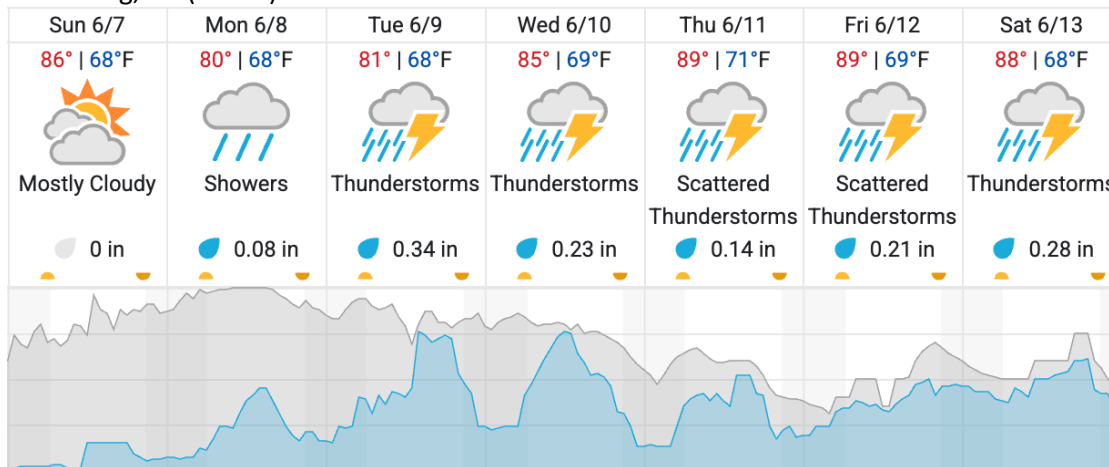 Sun 6/7 Mon 6/8 Tue 6/9 Wed 6/10 Thu 6/11 Fri 6/12 Sat 6/13
86° | 68°F 80° | 68°F 81° | 68°F 85° | 69°F 89° | 71°F 89° | 69°F 88° | 68°F
Mostly Cloudy Showers Thunderstorms Thunderstorms Scattered Scattered Thunderstorms
Thunderstorms Thunderstorms
0 in 0.08 in 0.34 in 0.23 in 0.14 in 0.21 in 0.28 in